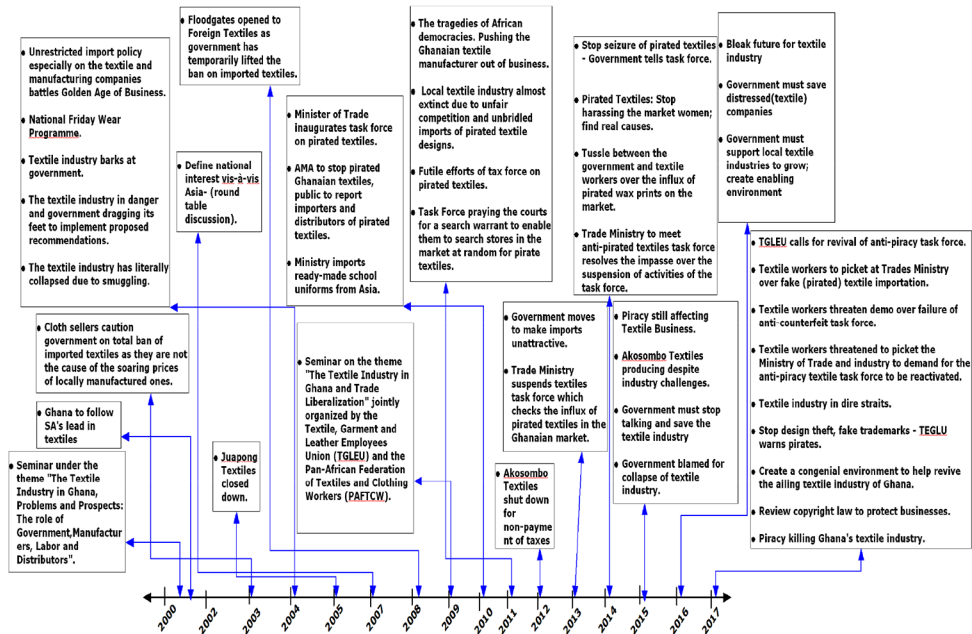 • Floodgates opened to
Foreign Textiles as
government has
temporarily lifted the
ban on imported textiles.
• Unrestricted import policy
especially on the textile and
manufacturing companies
battles Golden Age of Business.
• National Friday Wear
Programme.
• Textile industry barks at
government.
• The textile industry in danger
and government dragging its
feet to implement proposed
recommendations.
• The textile industry has literally
collapsed due to smuggling.
• Define national
interest vis-à-vis
Asia- (round
table
discussion).
• Minister of Trade
inaugurates task force
on pirated textiles.
• AMA to stop pirated
Ghanaian textiles,
public to report
importers and
distributors of pirated
textiles.
• Ministry imports
ready-made school
uniforms from Asia.
• The tragedies of African
democracies. Pushing the
Ghanaian textile
manufacturer out of business.
• Local textile industry almost
extinct due to unfair
competition and unbridled
imports of pirated textile
designs.
• Futile efforts of tax force on
pirated textiles.
• Task Force praying the courts
for a search warrant to enable
them to search stores in the
market at random for pirate
textiles.
• Stop seizure of pirated textiles
- Government tells task force.
• Pirated Textiles: Stop
harassing the market women;
find real causes.
• Tussle between the
government and textile
workers over the influx of
pirated wax prints on the
market.
• Trade Ministry to meet
anti-pirated textiles task force
resolves the impasse over the
suspension of activities of the
task force.
• Bleak future for textile
industry
• Government must save
distressed(textile)
companies
• Government must
support local textile
industries to grow;
create enabling
environment
• TGLEU calls for revival of anti-piracy task force.
• Textile workers to picket at Trades Ministry
over fake (pirated) textile importation.
• Textile workers threaten demo over failure of
anti-counterfeit task force.
• Textile workers threatened to picket the
Ministry of Trade and industry to demand for the
anti-piracy textile task force to be reactivated.
• Textile industry in dire straits.
• Stop design theft, fake trademarks - TEGLU
warns pirates.
• Create a congenial environment to help revive
the ailing textile industry of Ghana.
• Review copyright law to protect businesses.
• Piracy killing Ghana's textile industry.
• Cloth sellers caution
government on total ban of
imported textiles as they are not
the cause of the soaring prices
of locally manufactured ones.
• Ghana to follow
SA's lead in
textiles
• Seminar under the
theme "The Textile
Industry in Ghana,
Problems and Prospects:
The role of
Government,Manufactur
ers, Labor and
Distributors".
• Juapong
Textiles
closed
down.
• Seminar on the theme
"The Textile Industry in
Ghana and Trade
Liberalization" jointly
organized by the
Textile, Garment and
Leather Employees
Union (TGLEU) and the
Pan-African Federation
of Textiles and Clothing
Workers (PAFTCW).
• Government moves
to make imports
unattractive.
• Trade Ministry
suspends textiles
task force which
checks the influx of
pirated textiles in the
Ghanaian market.
• Akosombo
Textiles
shut down
for
non-payme
nt of taxes
• Piracy still affecting
Textile Business.
• Akosombo Textiles
producing despite
industry challenges.
• Government must stop
talking and save the
textile industry
• Government blamed for
collapse of textile
industry.
2000 2002 2003 2004 2005 2007 2008 2009 2010 2011 2012 2013 2014 2015 2016 2017